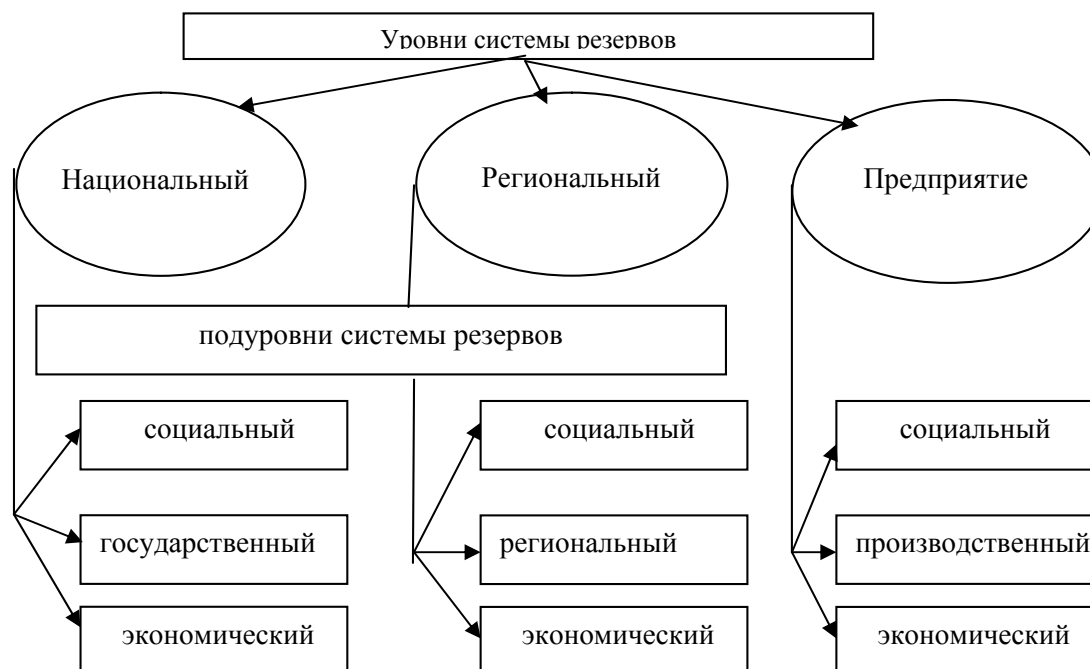 Уровни системы резервов
Национальный
Региональный
Предприятие
подуровни системы резервов
социальный
социальный
социальный
государственный
региональный
производственный
экономический
экономический
экономический